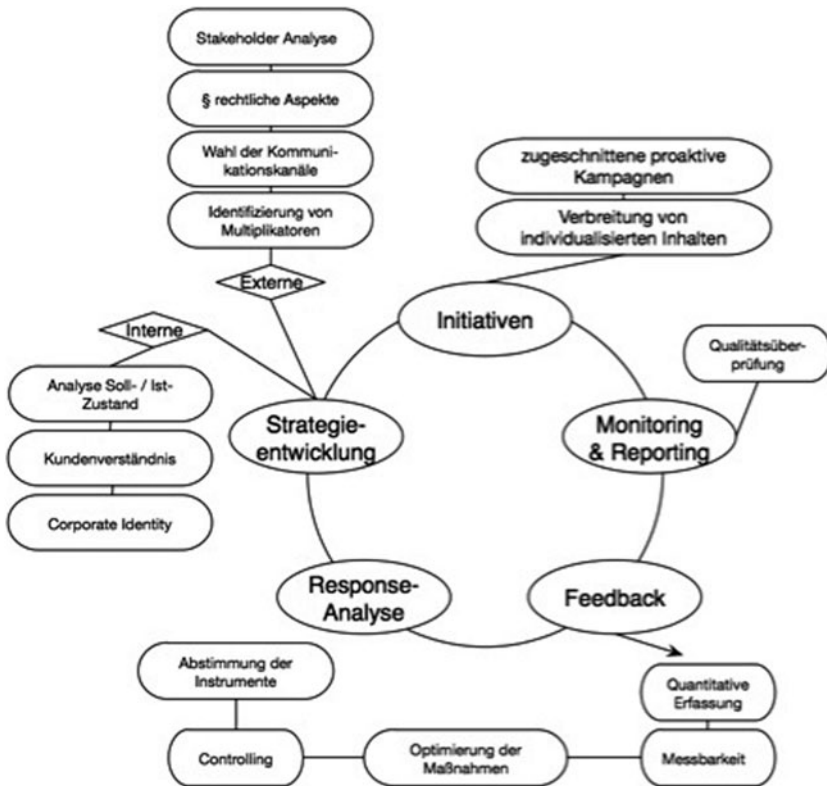 Stakeholder Analyse
§ rechtliche Aspekte
Wahl der Kommuni-
kationskanäle
Identifizierung von
Multiplikatoren
Externe
zugeschnittene proaktive
Kampagnen
Verbreitung von
individualisierten Inhalten
Initiativen
Interne
Analyse Soll- / Ist-
Zustand
Kundenverständnis
Corporate Identity
Strategie-
entwicklung
Qualitätsüber-
prüfung
Monitoring
& Reporting
Response-
Analyse
Feedback
Abstimmung der
Instrumente
Controlling
Optimierung der
Maßnahmen
Quantitative
Erfassung
Messbarkeit